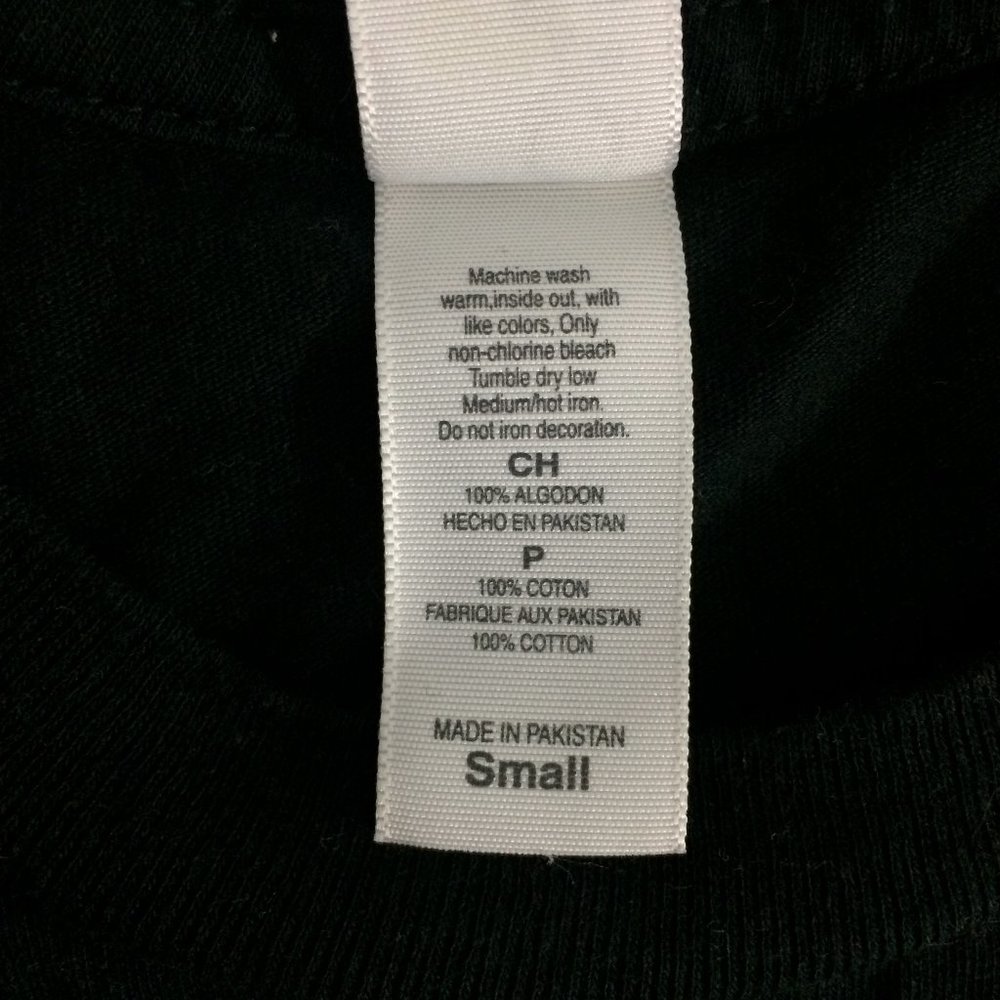 Machine wash
warm,inside out, with
like colors, Only
non-chlorine bleach
Tumble dry low
Medium/hot iron.
Do not iron decoration.
CH
100% ALGODON
HECHO EN PAKISTAN
P
100% COTON
FABRIQUE AUX PAKISTAN
100% COTTON
MADE IN PAKISTAN
Small